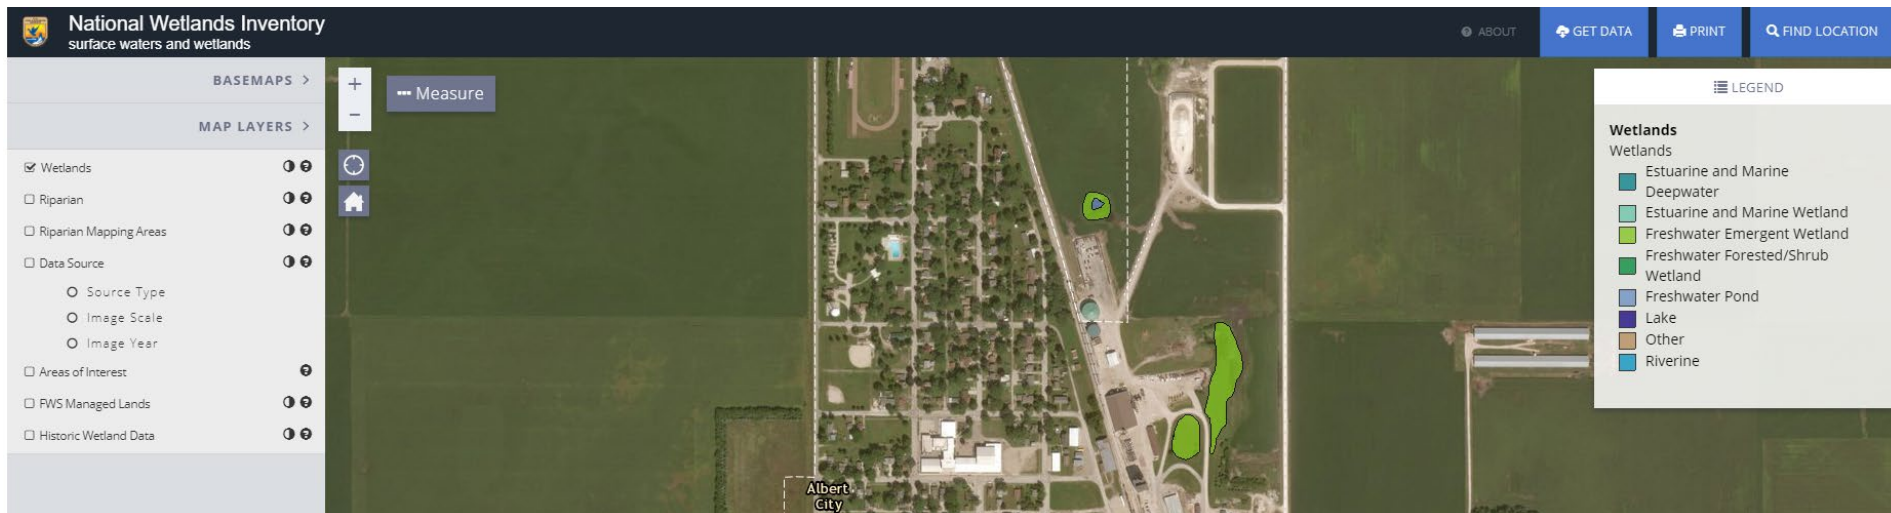 National Wetlands Inventory
surface waters and wetlands
ABOUT
GET DATA
PRINT
FIND LOCATION
BASEMAPS >
MAP LAYERS >
Wetlands
Riparian
Riparian Mapping Areas
Data Source
Source Type
Image Scale
Image Year
Areas of Interest
FWS Managed Lands
Historic Wetland Data
+
−
Measure
Albert
City
LEGEND
Wetlands
Wetlands
Estuarine and Marine
Deepwater
Estuarine and Marine Wetland
Freshwater Emergent Wetland
Freshwater Forested/Shrub
Wetland
Freshwater Pond
Lake
Other
Riverine